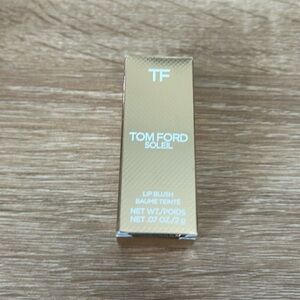 TF
TOM FORD
SOLEIL
LIP BLUSH
BAUME TEINTÉ
NET WT./POIDS
NET .07 OZ./2 g